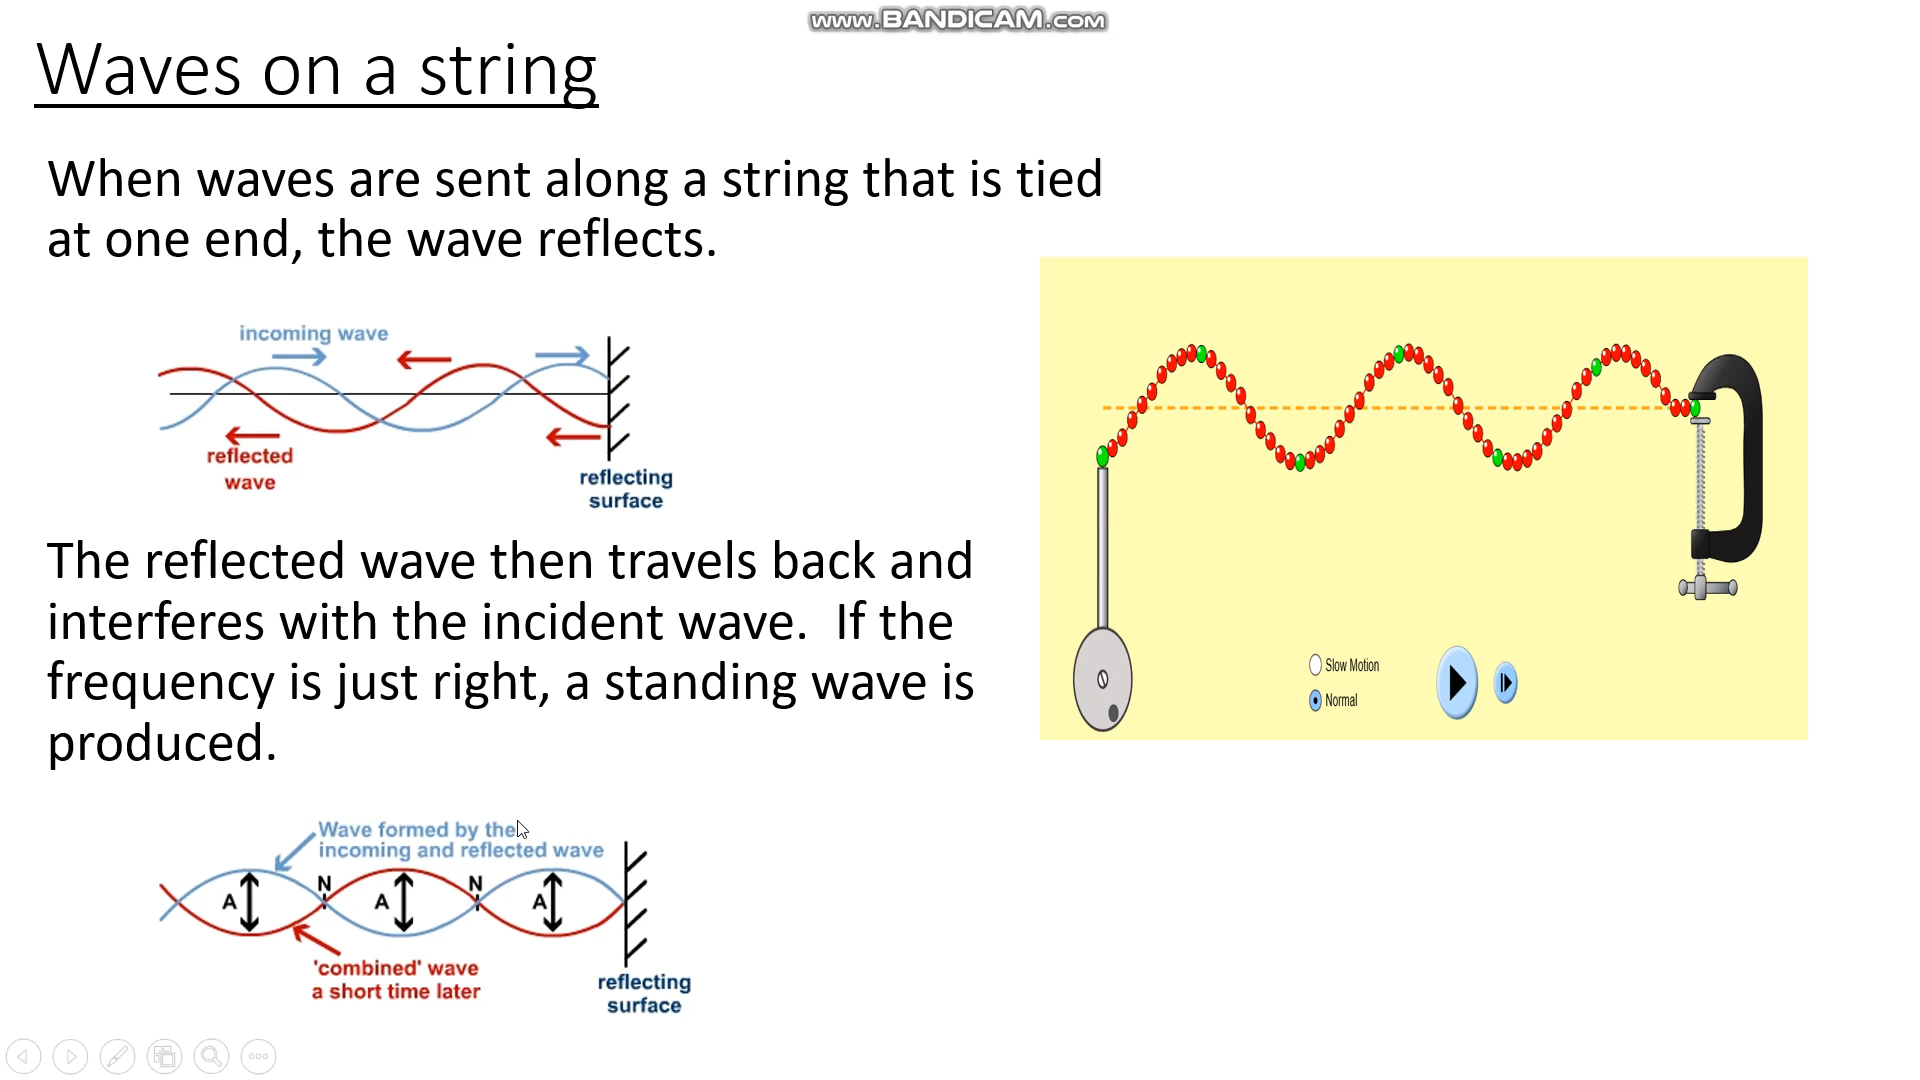 www.BANDICAM.com
Waves on a string
When waves are sent along a string that is tied
at one end, the wave reflects.
incoming wave
reflected
wave
reflecting
surface
The reflected wave then travels back and
interferes with the incident wave.  If the
frequency is just right, a standing wave is
produced.
Wave formed by the
incoming and reflected wave
A N A N A
'combined' wave
a short time later
reflecting
surface
Slow Motion
Normal